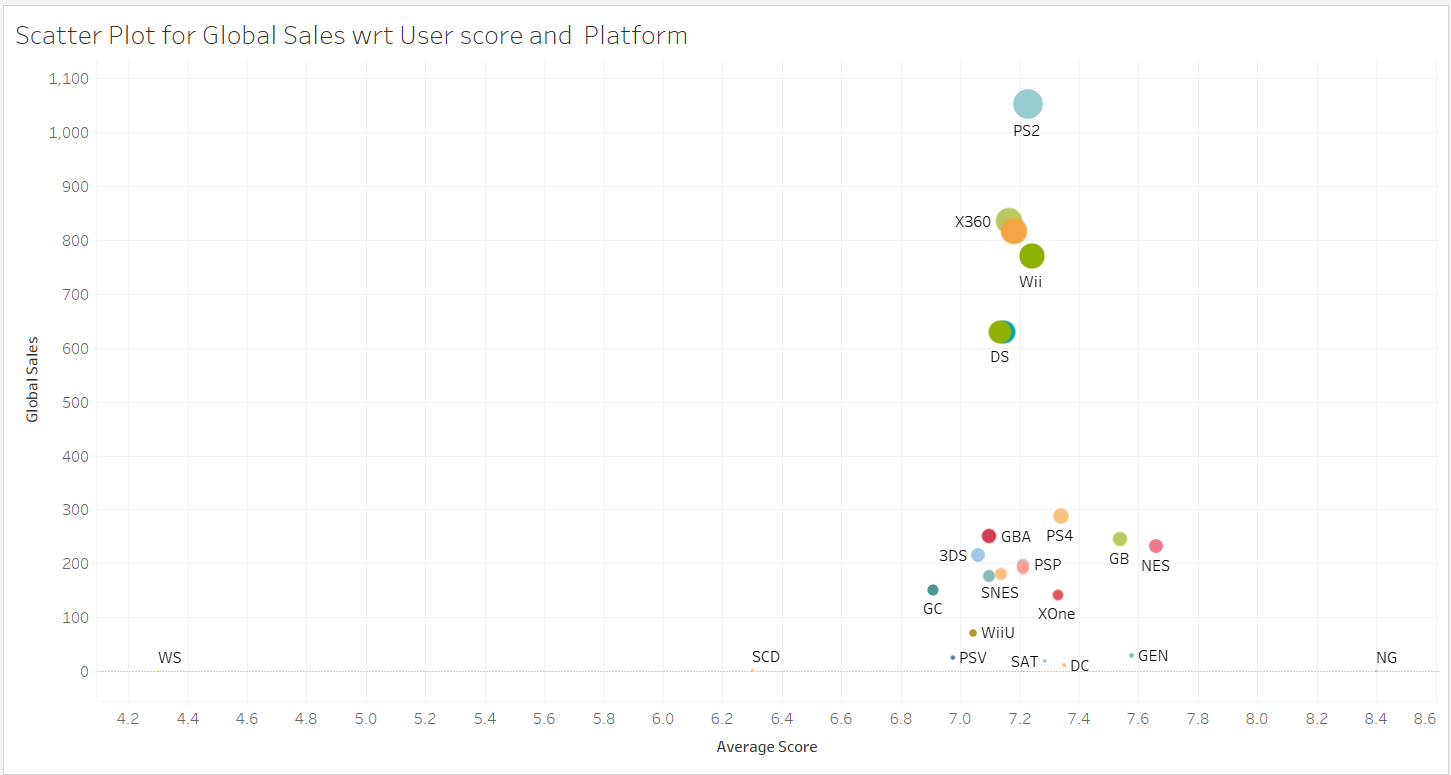 Scatter Plot for Global Sales wrt User score and  Platform
1,100
1,000
900
800
700
600
500
400
300
200
100
0
Global Sales
PS2
X360
Wii
DS
GBA
PS4
3DS
PSP
GB
NES
SNES
GC
XOne
WiiU
WS
SCD
PSV
SAT
DC
GEN
NG
4.2 4.4 4.6 4.8 5.0 5.2 5.4 5.6 5.8 6.0 6.2 6.4 6.6 6.8 7.0 7.2 7.4 7.6 7.8 8.0 8.2 8.4 8.6
Average Score